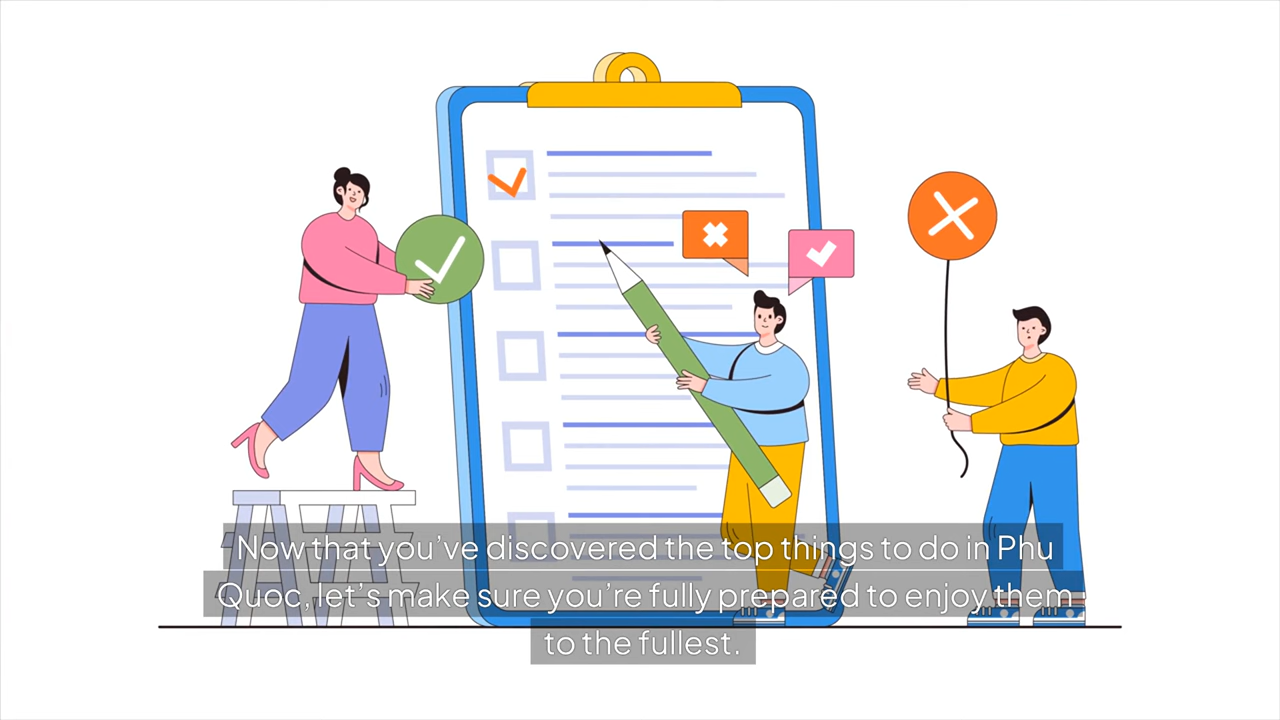 Now that you’ve discovered the top things to do in Phu
Quoc, let’s make sure you’re fully prepared to enjoy them
to the fullest.